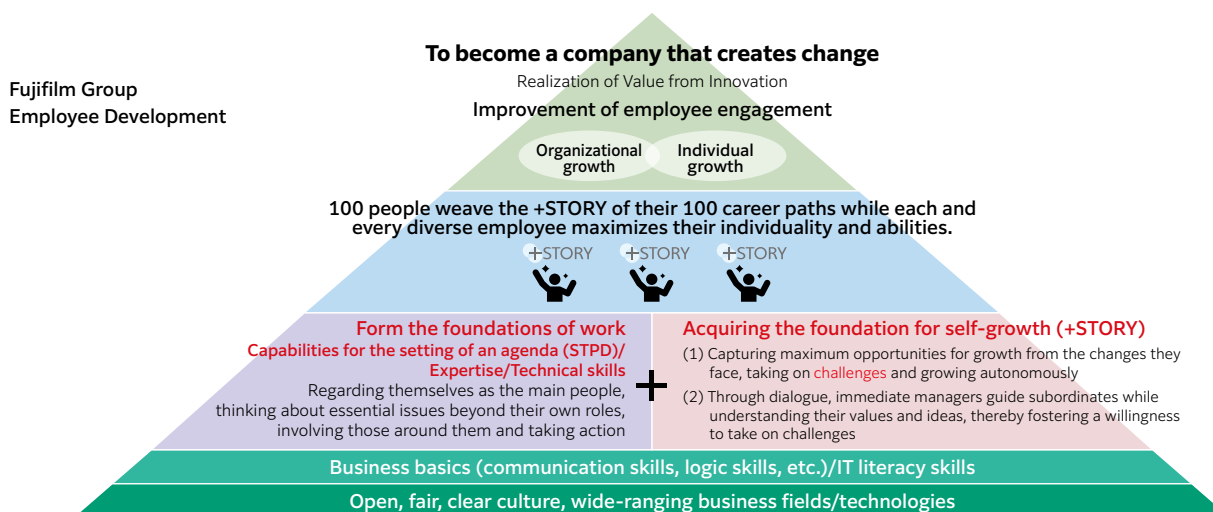 Fujifilm Group
Employee Development
To become a company that creates change
Realization of Value from Innovation
Improvement of employee engagement
Organizational
growth
Individual
growth
100 people weave the +STORY of their 100 career paths while each and
every diverse employee maximizes their individuality and abilities.
+STORY
+STORY
+STORY
Form the foundations of work
Capabilities for the setting of an agenda (STPD)/
Expertise/Technical skills
Regarding themselves as the main people,
thinking about essential issues beyond their own roles,
involving those around them and taking action
+
Acquiring the foundation for self-growth (+STORY)
(1) Capturing maximum opportunities for growth from the changes they
face, taking on challenges and growing autonomously
(2) Through dialogue, immediate managers guide subordinates while
understanding their values and ideas, thereby fostering a willingness
to take on challenges
Business basics (communication skills, logic skills, etc.)/IT literacy skills
Open, fair, clear culture, wide-ranging business fields/technologies